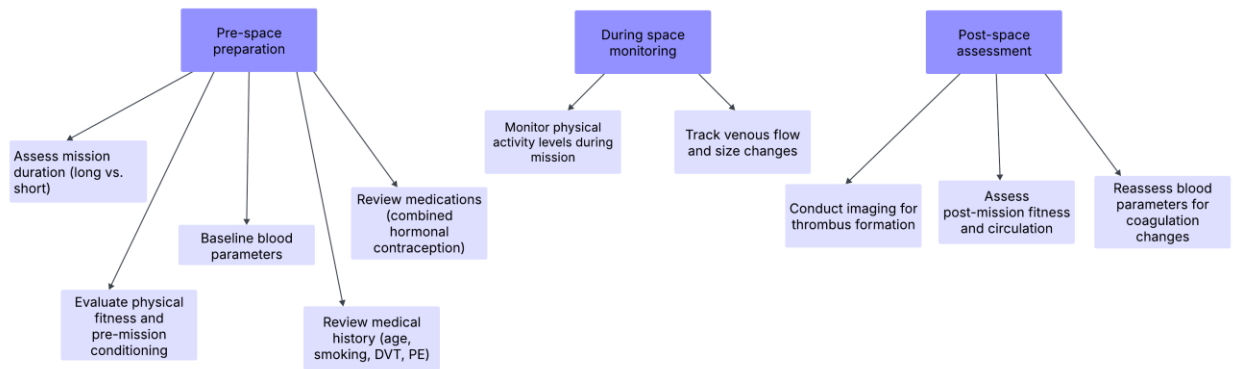 Pre-space
preparation
During space
monitoring
Post-space
assessment
Assess mission
duration (long vs.
short)
Evaluate physical
fitness and
pre-mission
conditioning
Baseline blood
parameters
Review medical
history (age,
smoking, DVT, PE)
Review medications
(combined
hormonal
contraception)
Monitor physical
activity levels during
mission
Track venous flow
and size changes
Conduct imaging for
thrombus formation
Assess
post-mission fitness
and circulation
Reassess blood
parameters for
coagulation
changes